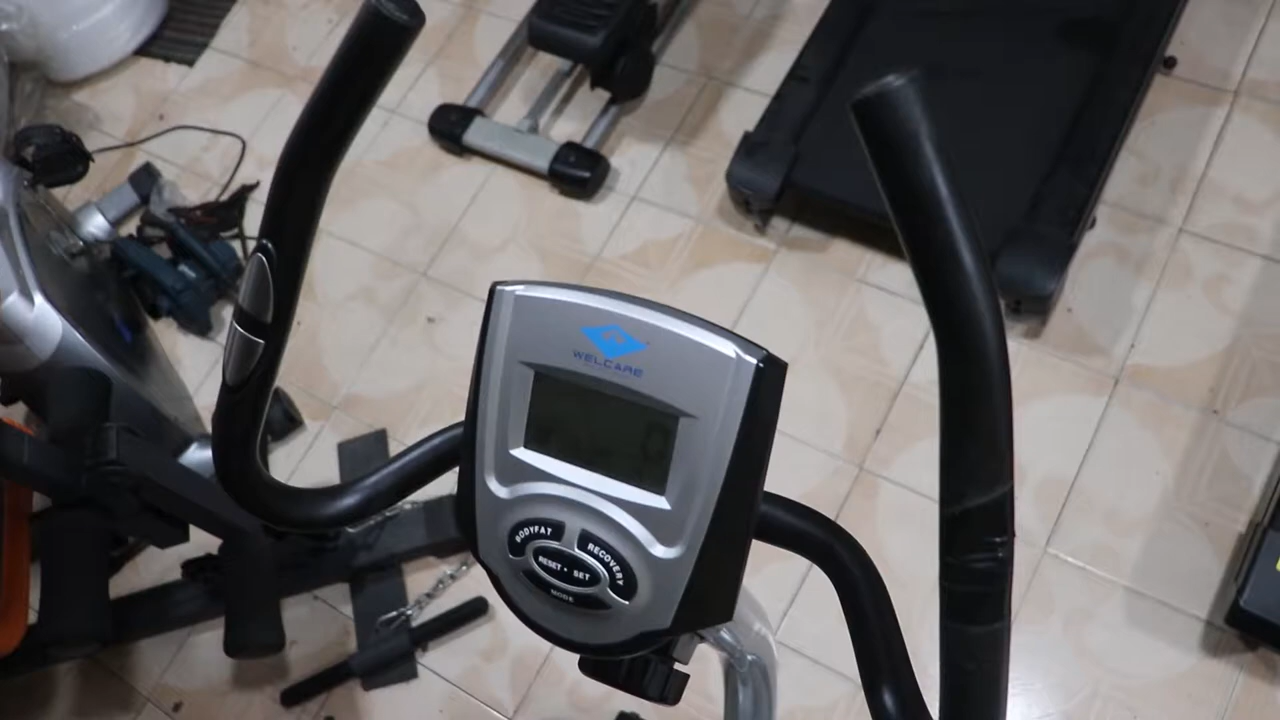 WELCARE
BODYFAT
RECOVERY
RESET • SET
MODE